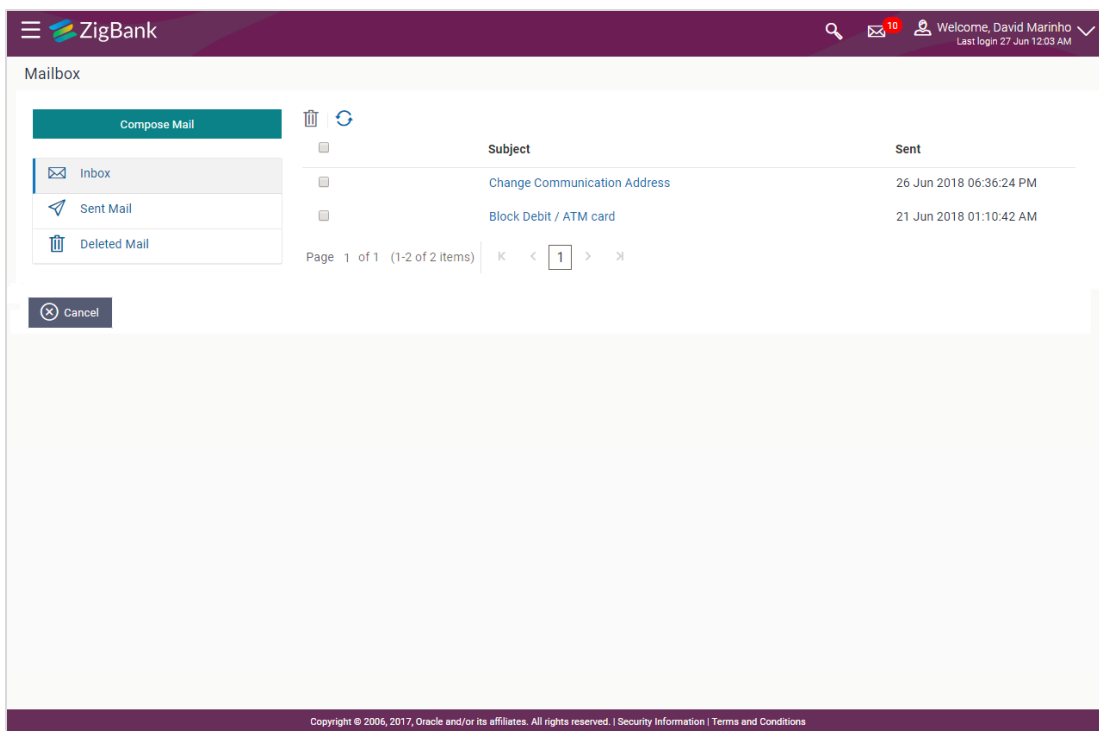 ZigBank
10
Welcome, David Marinho
Last login 27 Jun 12:03 AM
Mailbox
Compose Mail
Inbox
Sent Mail
Deleted Mail
Subject Sent
Change Communication Address 26 Jun 2018 06:36:24 PM
Block Debit / ATM card 21 Jun 2018 01:10:42 AM
Page 1 of 1 (1-2 of 2 items) K < 1 > >|
Cancel
Copyright © 2006, 2017, Oracle and/or its affiliates. All rights reserved. | Security Information | Terms and Conditions